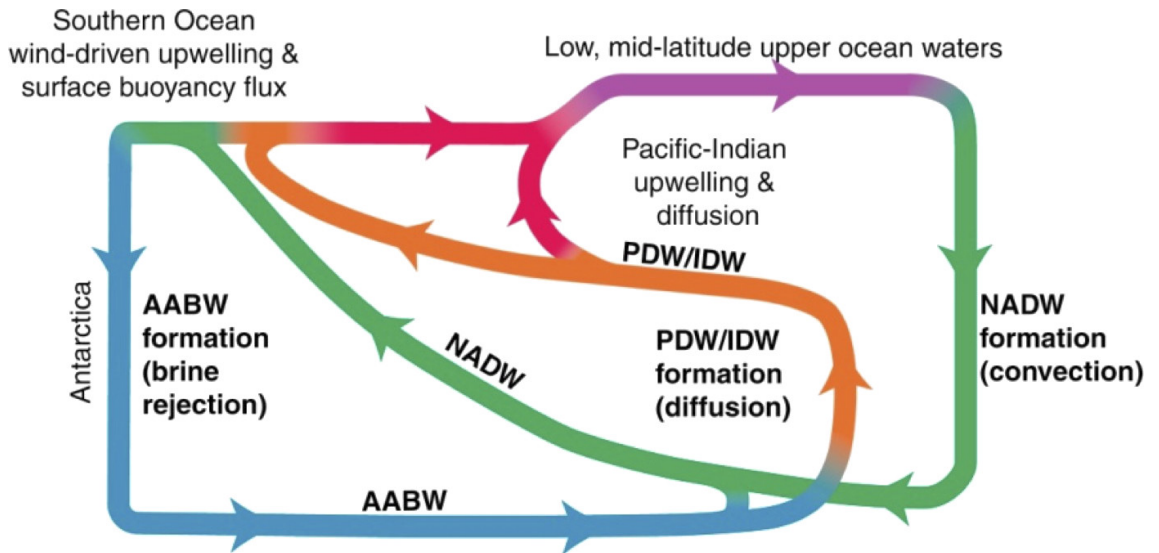 Southern Ocean
wind-driven upwelling &
surface buoyancy flux
Low, mid-latitude upper ocean waters
Pacific-Indian
upwelling &
diffusion
PDW/IDW
Antarctica
AABW
formation
(brine
rejection)
NADW
PDW/IDW
formation
(diffusion)
NADW
formation
(convection)
AABW